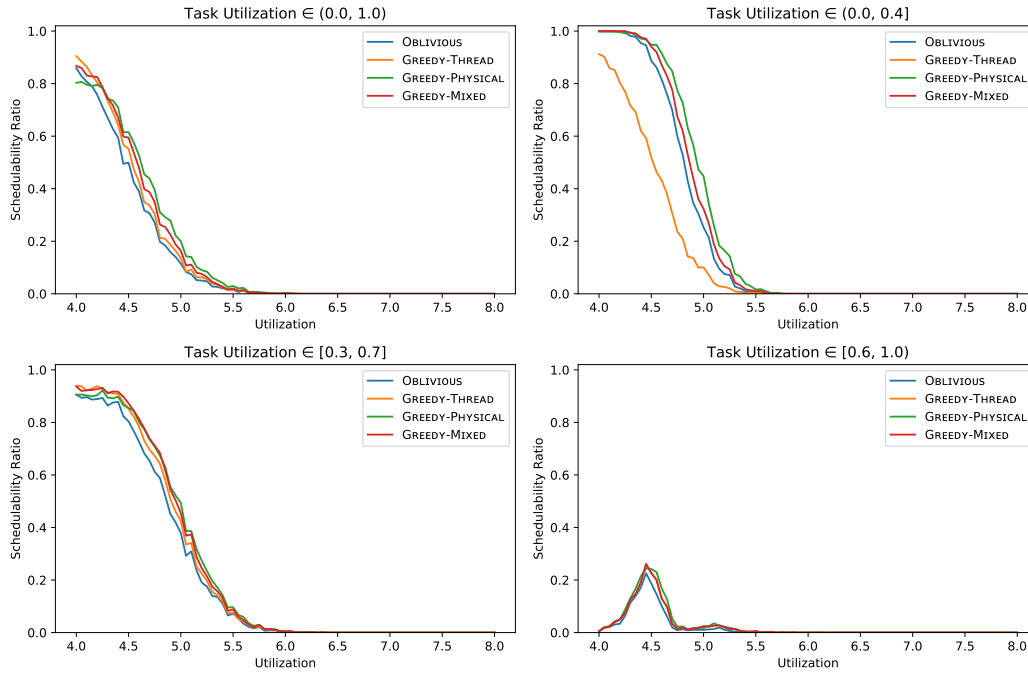 Task Utilization ∈ (0.0, 1.0)
1.0
0.8
0.6
0.4
0.2
0.0
Schedulability Ratio
OBLIVIOUS
GREEDY-THREAD
GREEDY-PHYSICAL
GREEDY-MIXED
4.0 4.5 5.0 5.5 6.0 6.5 7.0 7.5 8.0
Utilization
Task Utilization ∈ (0.0, 0.4]
1.0
0.8
0.6
0.4
0.2
0.0
Schedulability Ratio
OBLIVIOUS
GREEDY-THREAD
GREEDY-PHYSICAL
GREEDY-MIXED
4.0 4.5 5.0 5.5 6.0 6.5 7.0 7.5 8.0
Utilization
Task Utilization ∈ [0.3, 0.7]
1.0
0.8
0.6
0.4
0.2
0.0
Schedulability Ratio
OBLIVIOUS
GREEDY-THREAD
GREEDY-PHYSICAL
GREEDY-MIXED
4.0 4.5 5.0 5.5 6.0 6.5 7.0 7.5 8.0
Utilization
Task Utilization ∈ [0.6, 1.0)
1.0
0.8
0.6
0.4
0.2
0.0
Schedulability Ratio
OBLIVIOUS
GREEDY-THREAD
GREEDY-PHYSICAL
GREEDY-MIXED
4.0 4.5 5.0 5.5 6.0 6.5 7.0 7.5 8.0
Utilization